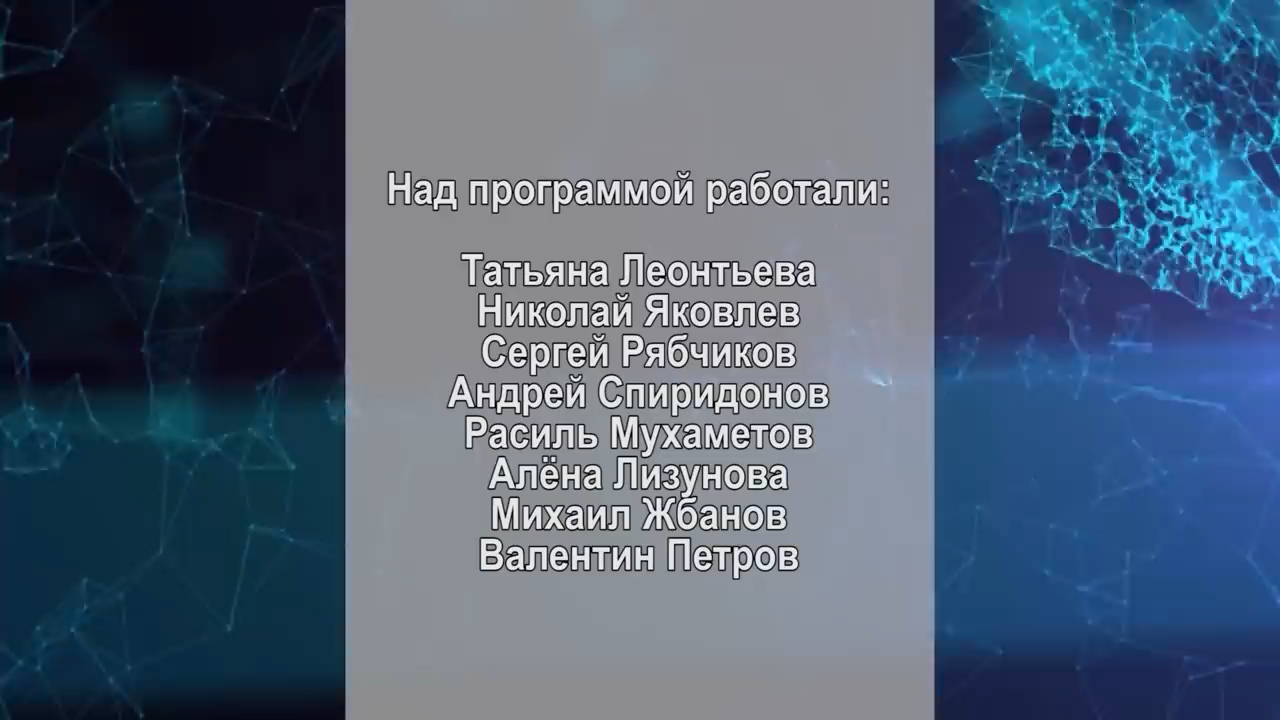 Над программой работали:
Татьяна Леонтьева
Николай Яковлев
Сергей Рябчиков
Андрей Спиридонов
Расиль Мухаметов
Алёна Лизунова
Михаил Жбанов
Валентин Петров